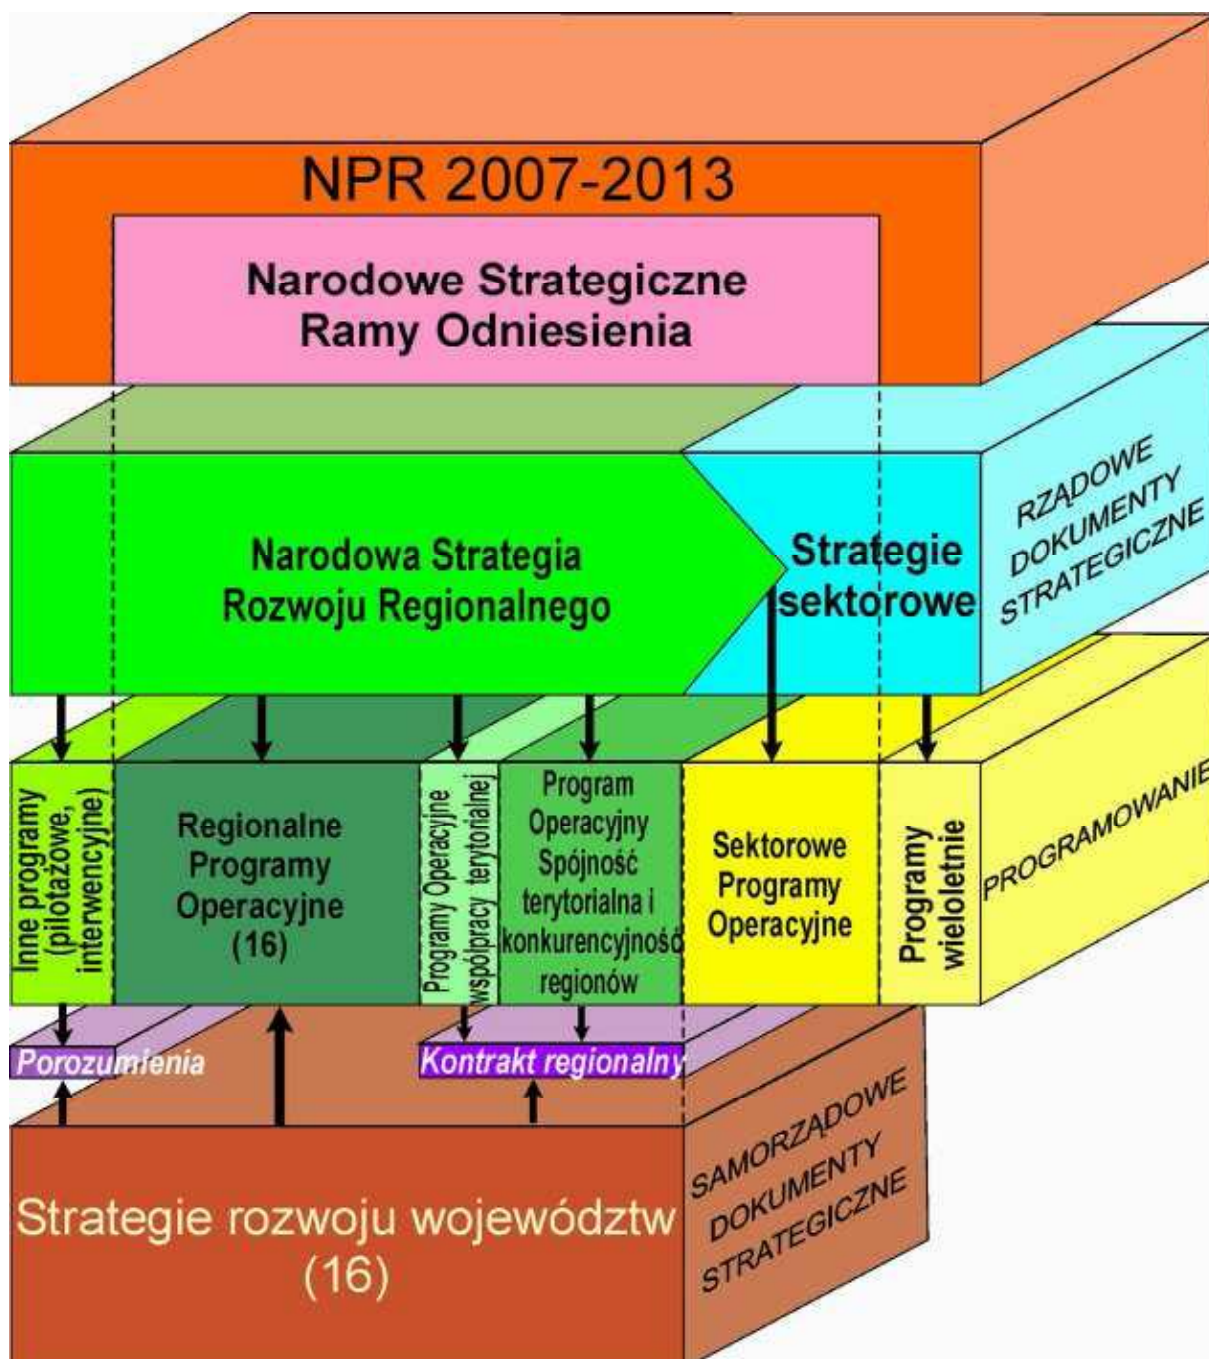 NPR 2007-2013
Narodowe Strategiczne
Ramy Odniesienia
Narodowa Strategia
Rozwoju Regionalnego
Strategie
sektorowe
RZĄDOWE
DOKUMENTY
STRATEGICZNE
Inne programy
(pilotażowe,
interwencyjne)
Regionalne
Programy
Operacyjne
(16)
Programy Operacyjne
współpracy terytorialnej
Program
Operacyjny
Spójność
terytorialna i
konkurencyjność
regionów
Sektorowe
Programy
Operacyjne
Programy
wieloletnie
PROGRAMOWANIE
Porozumienia
Kontrakt regionalny
Strategie rozwoju województw
(16)
SAMORZĄDOWE
DOKUMENTY
STRATEGICZNE